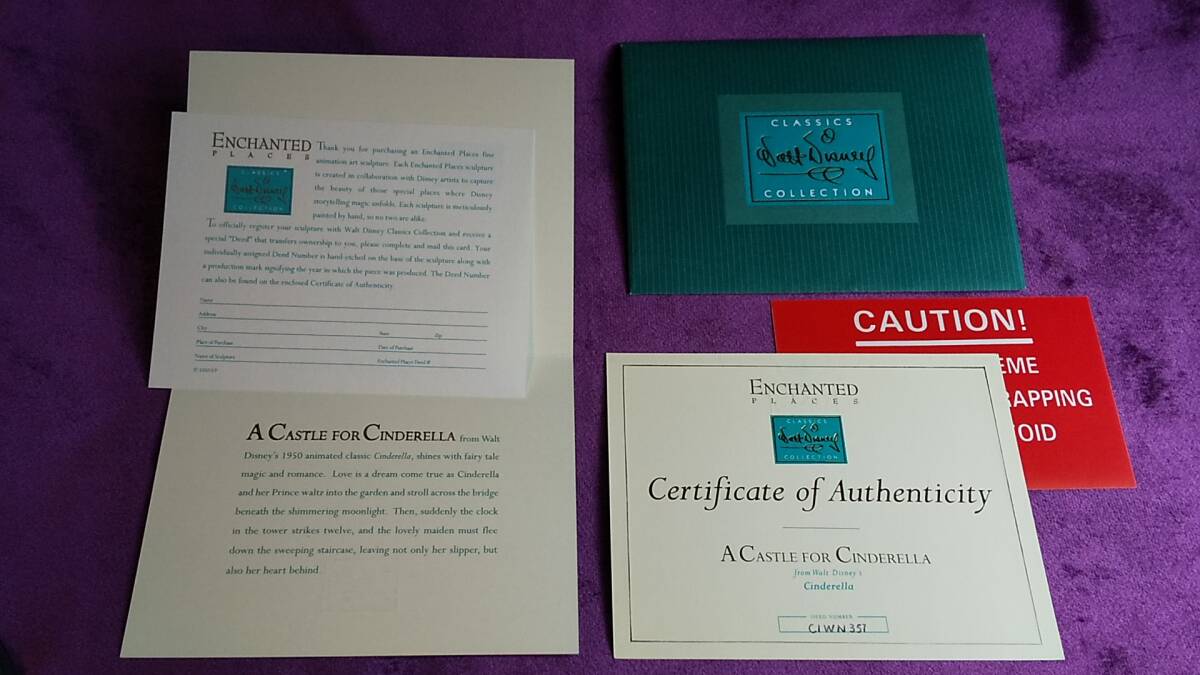 ENCHANTED
PLACES
CLASSICS
Walt Disney
COLLECTION
Thank you for purchasing an Enchanted Places fine
animation art sculpture. Each Enchanted Places sculpture
is created in collaboration with Disney artists to capture
the beauty of those special places where Disney
storytelling magic unfolds. Each sculpture is meticulously
painted by hand, so no two are alike.
To officially register your sculpture with Walt Disney Classics Collection and receive a
special "Deed" that transfers ownership to you, please complete and mail this card. Your
individually assigned Deed Number is hand-etched on the base of the sculpture along with
a production mark signifying the year in which the piece was produced. The Deed Number
can also be found on the enclosed Certificate of Authenticity.
Name
Address
City State Zip
Place of Purchase Date of Purchase
Name of Sculpture Enchanted Places Deed #
A CASTLE FOR CINDERELLA from Walt
Disney's 1950 animated classic Cinderella, shines with fairy tale
magic and romance. Love is a dream come true as Cinderella
and her Prince waltz into the garden and stroll across the bridge
beneath the shimmering moonlight. Then, suddenly the clock
in the tower strikes twelve, and the lovely maiden must flee
down the sweeping staircase, leaving not only her slipper, but
also her heart behind.
CLASSICS
Walt Disney
COLLECTION
CAUTION!
EME
RAPPING
OID
ENCHANTED
PLACES
CLASSICS
Walt Disney
COLLECTION
Certificate of Authenticity
A CASTLE FOR CINDERELLA
from Walt Disney's
Cinderella
DEED NUMBER
CIWN351